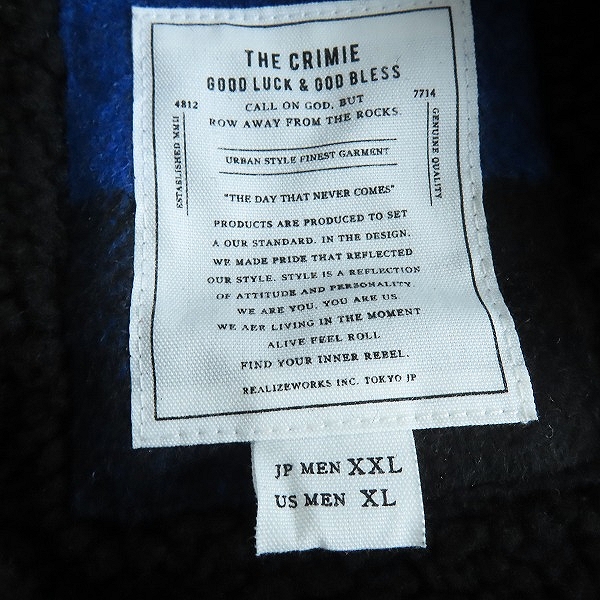 THE CRIMIE
GOOD LUCK & GOD BLESS
4812
CALL ON GOD, BUT
7714
ROW AWAY FROM THE ROCKS.
ESTABLISHED MMII
GENUINE QUALITY
URBAN STYLE FINEST GARMENT
"THE DAY THAT NEVER COMES"
PRODUCTS ARE PRODUCED TO SET
A OUR STANDARD. IN THE DESIGN.
WE MADE PRIDE THAT REFLECTED
OUR STYLE. STYLE IS A REFLECTION
OF ATTITUDE AND PERSONALITY.
WE ARE YOU, YOU ARE US
WE AER LIVING IN THE MOMENT
ALIVE FEEL ROLL
FIND YOUR INNER REBEL.
REALIZEWORKS INC. TOKYO JP
JP MEN XXL
US MEN XL